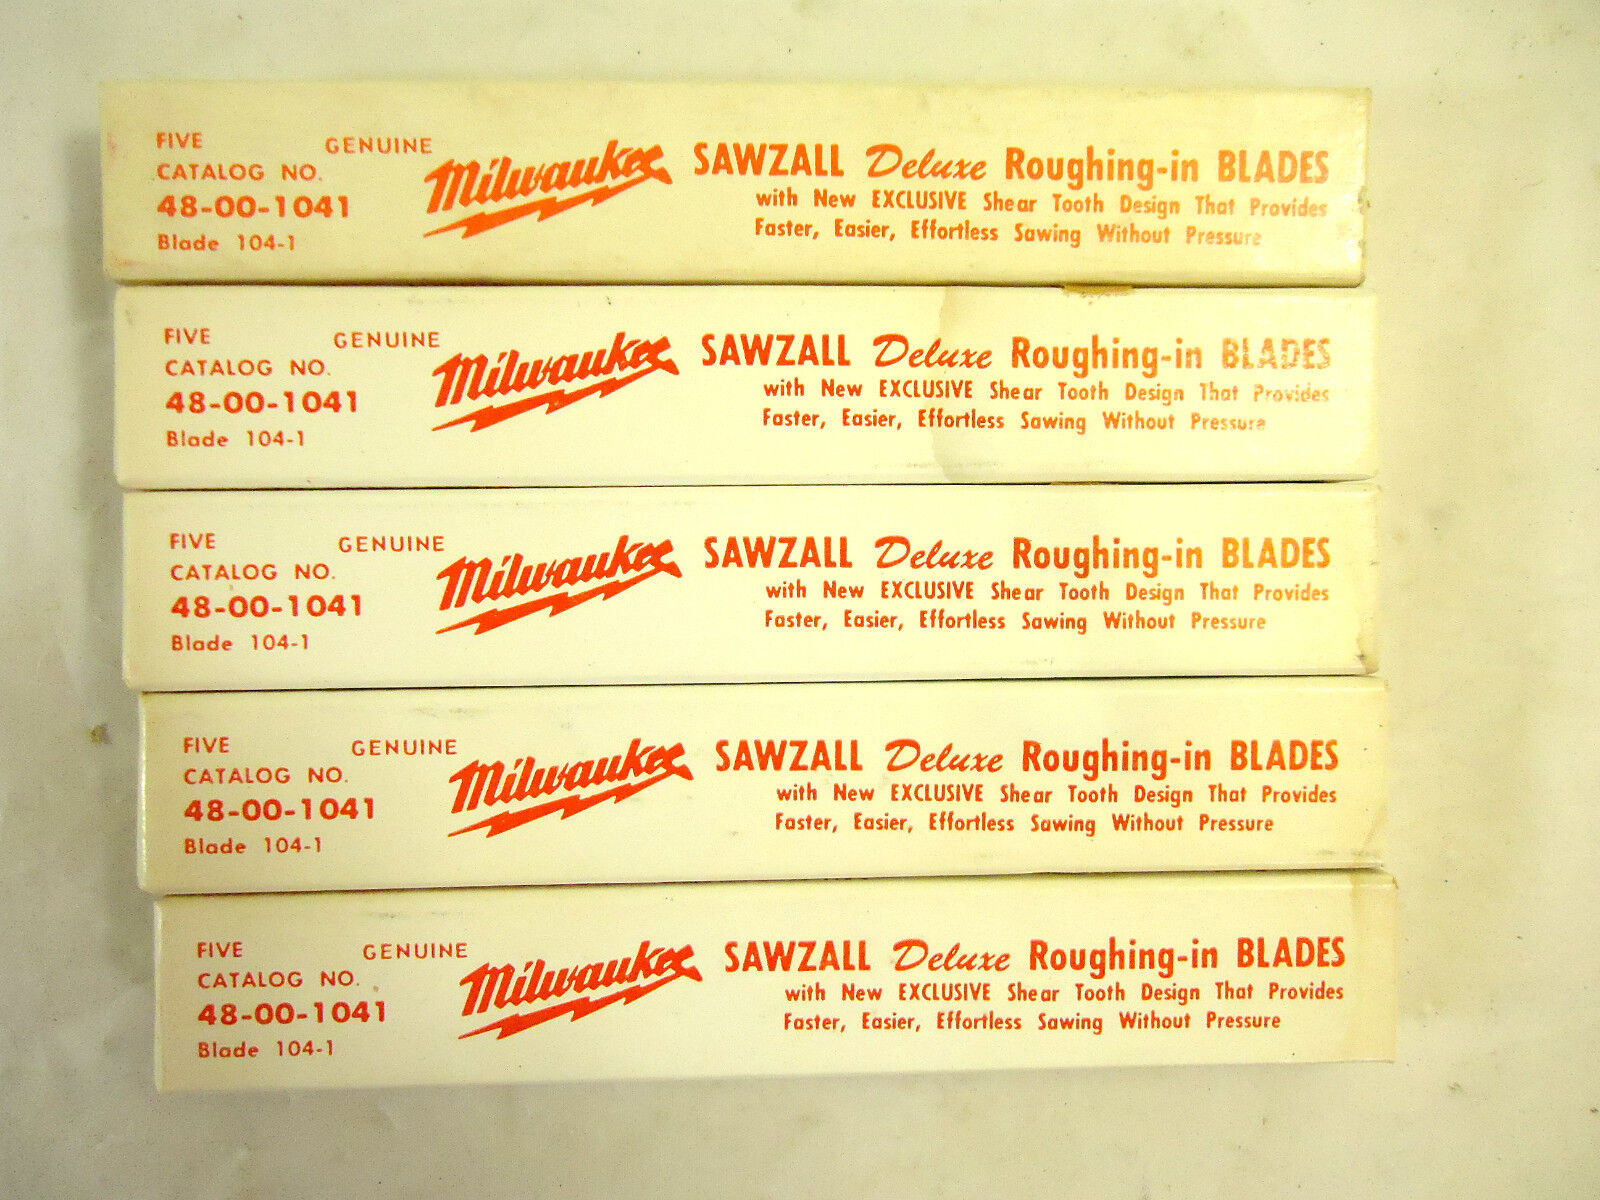 FIVE GENUINE
CATALOG NO.
48-00-1041
Blade 104-1
Milwaukee
SAWZALL Deluxe Roughing-in BLADES
with New EXCLUSIVE Shear Tooth Design That Provides
Faster, Easier, Effortless Sawing Without Pressure
FIVE GENUINE
CATALOG NO.
48-00-1041
Blade 104-1
Milwaukee
SAWZALL Deluxe Roughing-in BLADES
with New EXCLUSIVE Shear Tooth Design That Provides
Faster, Easier, Effortless Sawing Without Pressure
FIVE GENUINE
CATALOG NO.
48-00-1041
Blade 104-1
Milwaukee
SAWZALL Deluxe Roughing-in BLADES
with New EXCLUSIVE Shear Tooth Design That Provides
Faster, Easier, Effortless Sawing Without Pressure
FIVE GENUINE
CATALOG NO.
48-00-1041
Blade 104-1
Milwaukee
SAWZALL Deluxe Roughing-in BLADES
with New EXCLUSIVE Shear Tooth Design That Provides
Faster, Easier, Effortless Sawing Without Pressure
FIVE GENUINE
CATALOG NO.
48-00-1041
Blade 104-1
Milwaukee
SAWZALL Deluxe Roughing-in BLADES
with New EXCLUSIVE Shear Tooth Design That Provides
Faster, Easier, Effortless Sawing Without Pressure